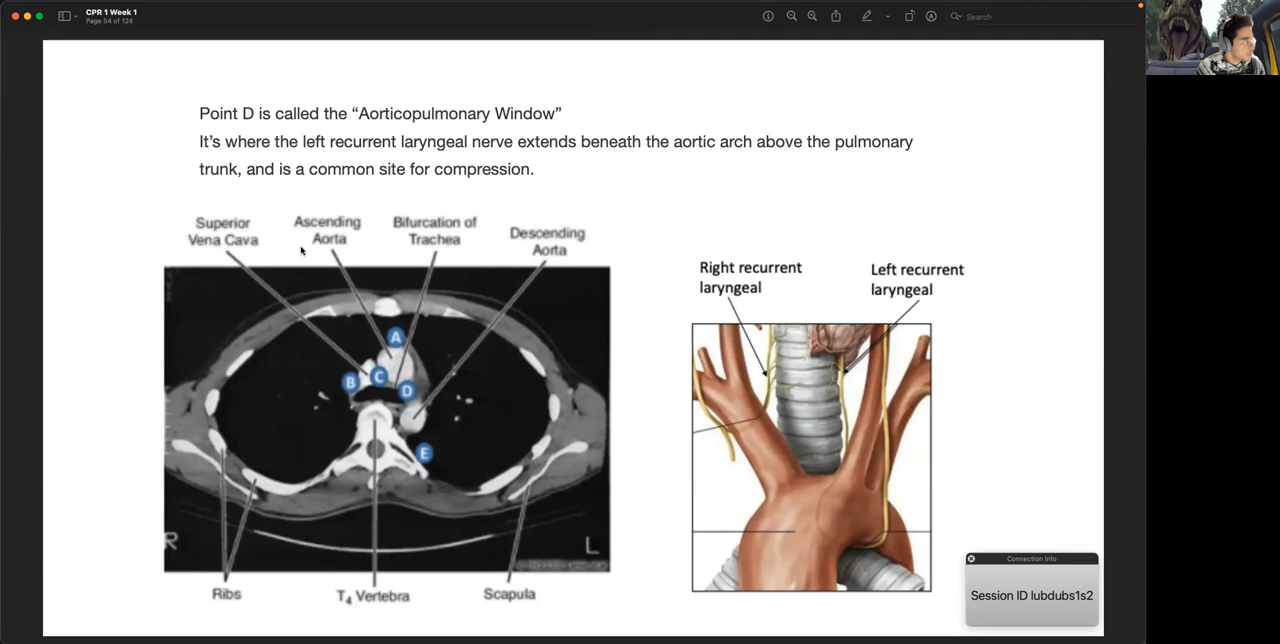 CPR 1 Week 1
Page 54 of 124
Search
Point D is called the “Aorticopulmonary Window”
It’s where the left recurrent laryngeal nerve extends beneath the aortic arch above the pulmonary
trunk, and is a common site for compression.
Superior
Vena Cava
Ascending
Aorta
Bifurcation of
Trachea
Descending
Aorta
Right recurrent
laryngeal
Left recurrent
laryngeal
A
B
C
D
E
R
L
Ribs
T4 Vertebra
Scapula
Connection Info
Session ID lubdubs1s2